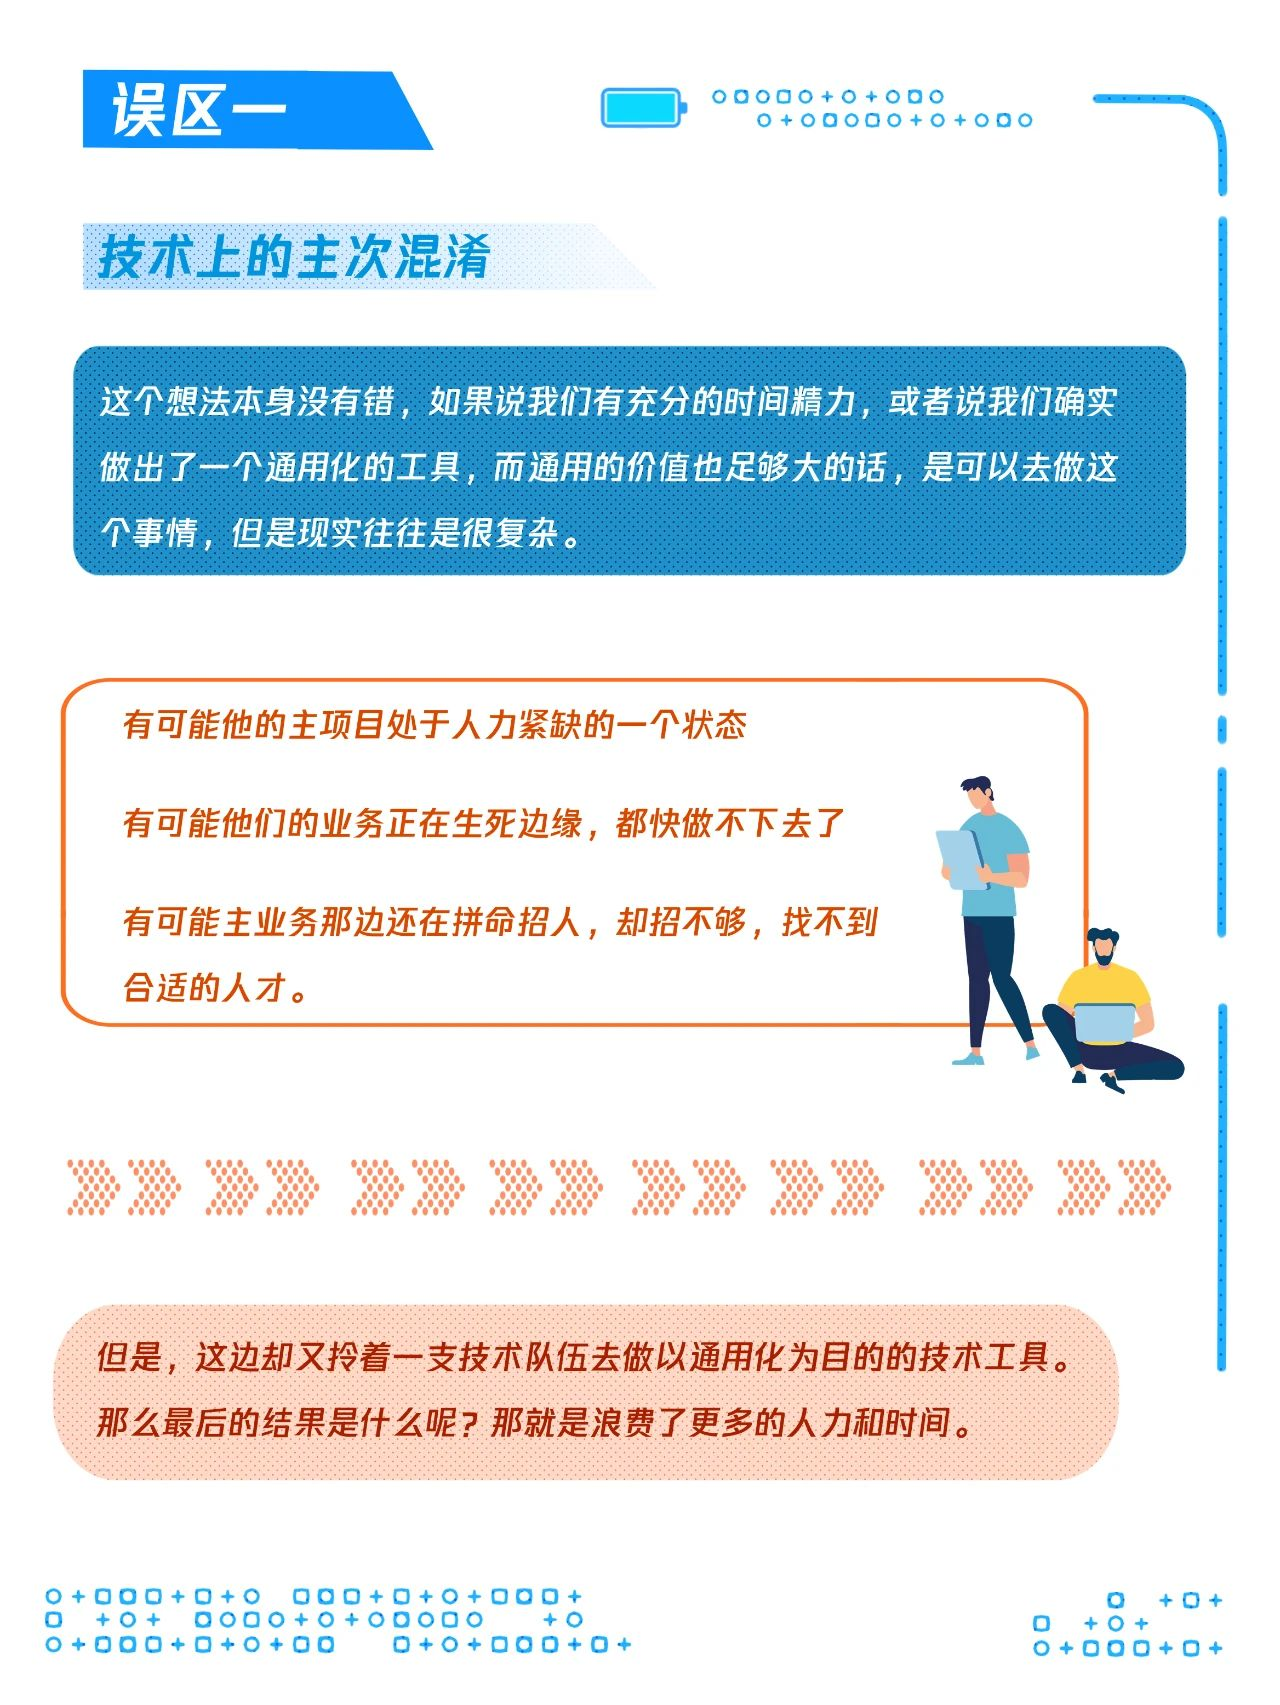 误区一
技术上的主次混淆
这个想法本身没有错，如果说我们有充分的时间精力，或者说我们确实
做出了一个通用化的工具，而通用的价值也足够大的话，是可以去做这
个事情，但是现实往往是很复杂。
有可能他的主项目处于人力紧缺的一个状态
有可能他们的业务正在生死边缘，都快做不下去了
有可能主业务那边还在拼命招人，却招不够，找不到
合适的人才。
但是，这边却又拎着一支技术队伍去做以通用化为目的的技术工具。
那么最后的结果是什么呢？那就是浪费了更多的人力和时间。